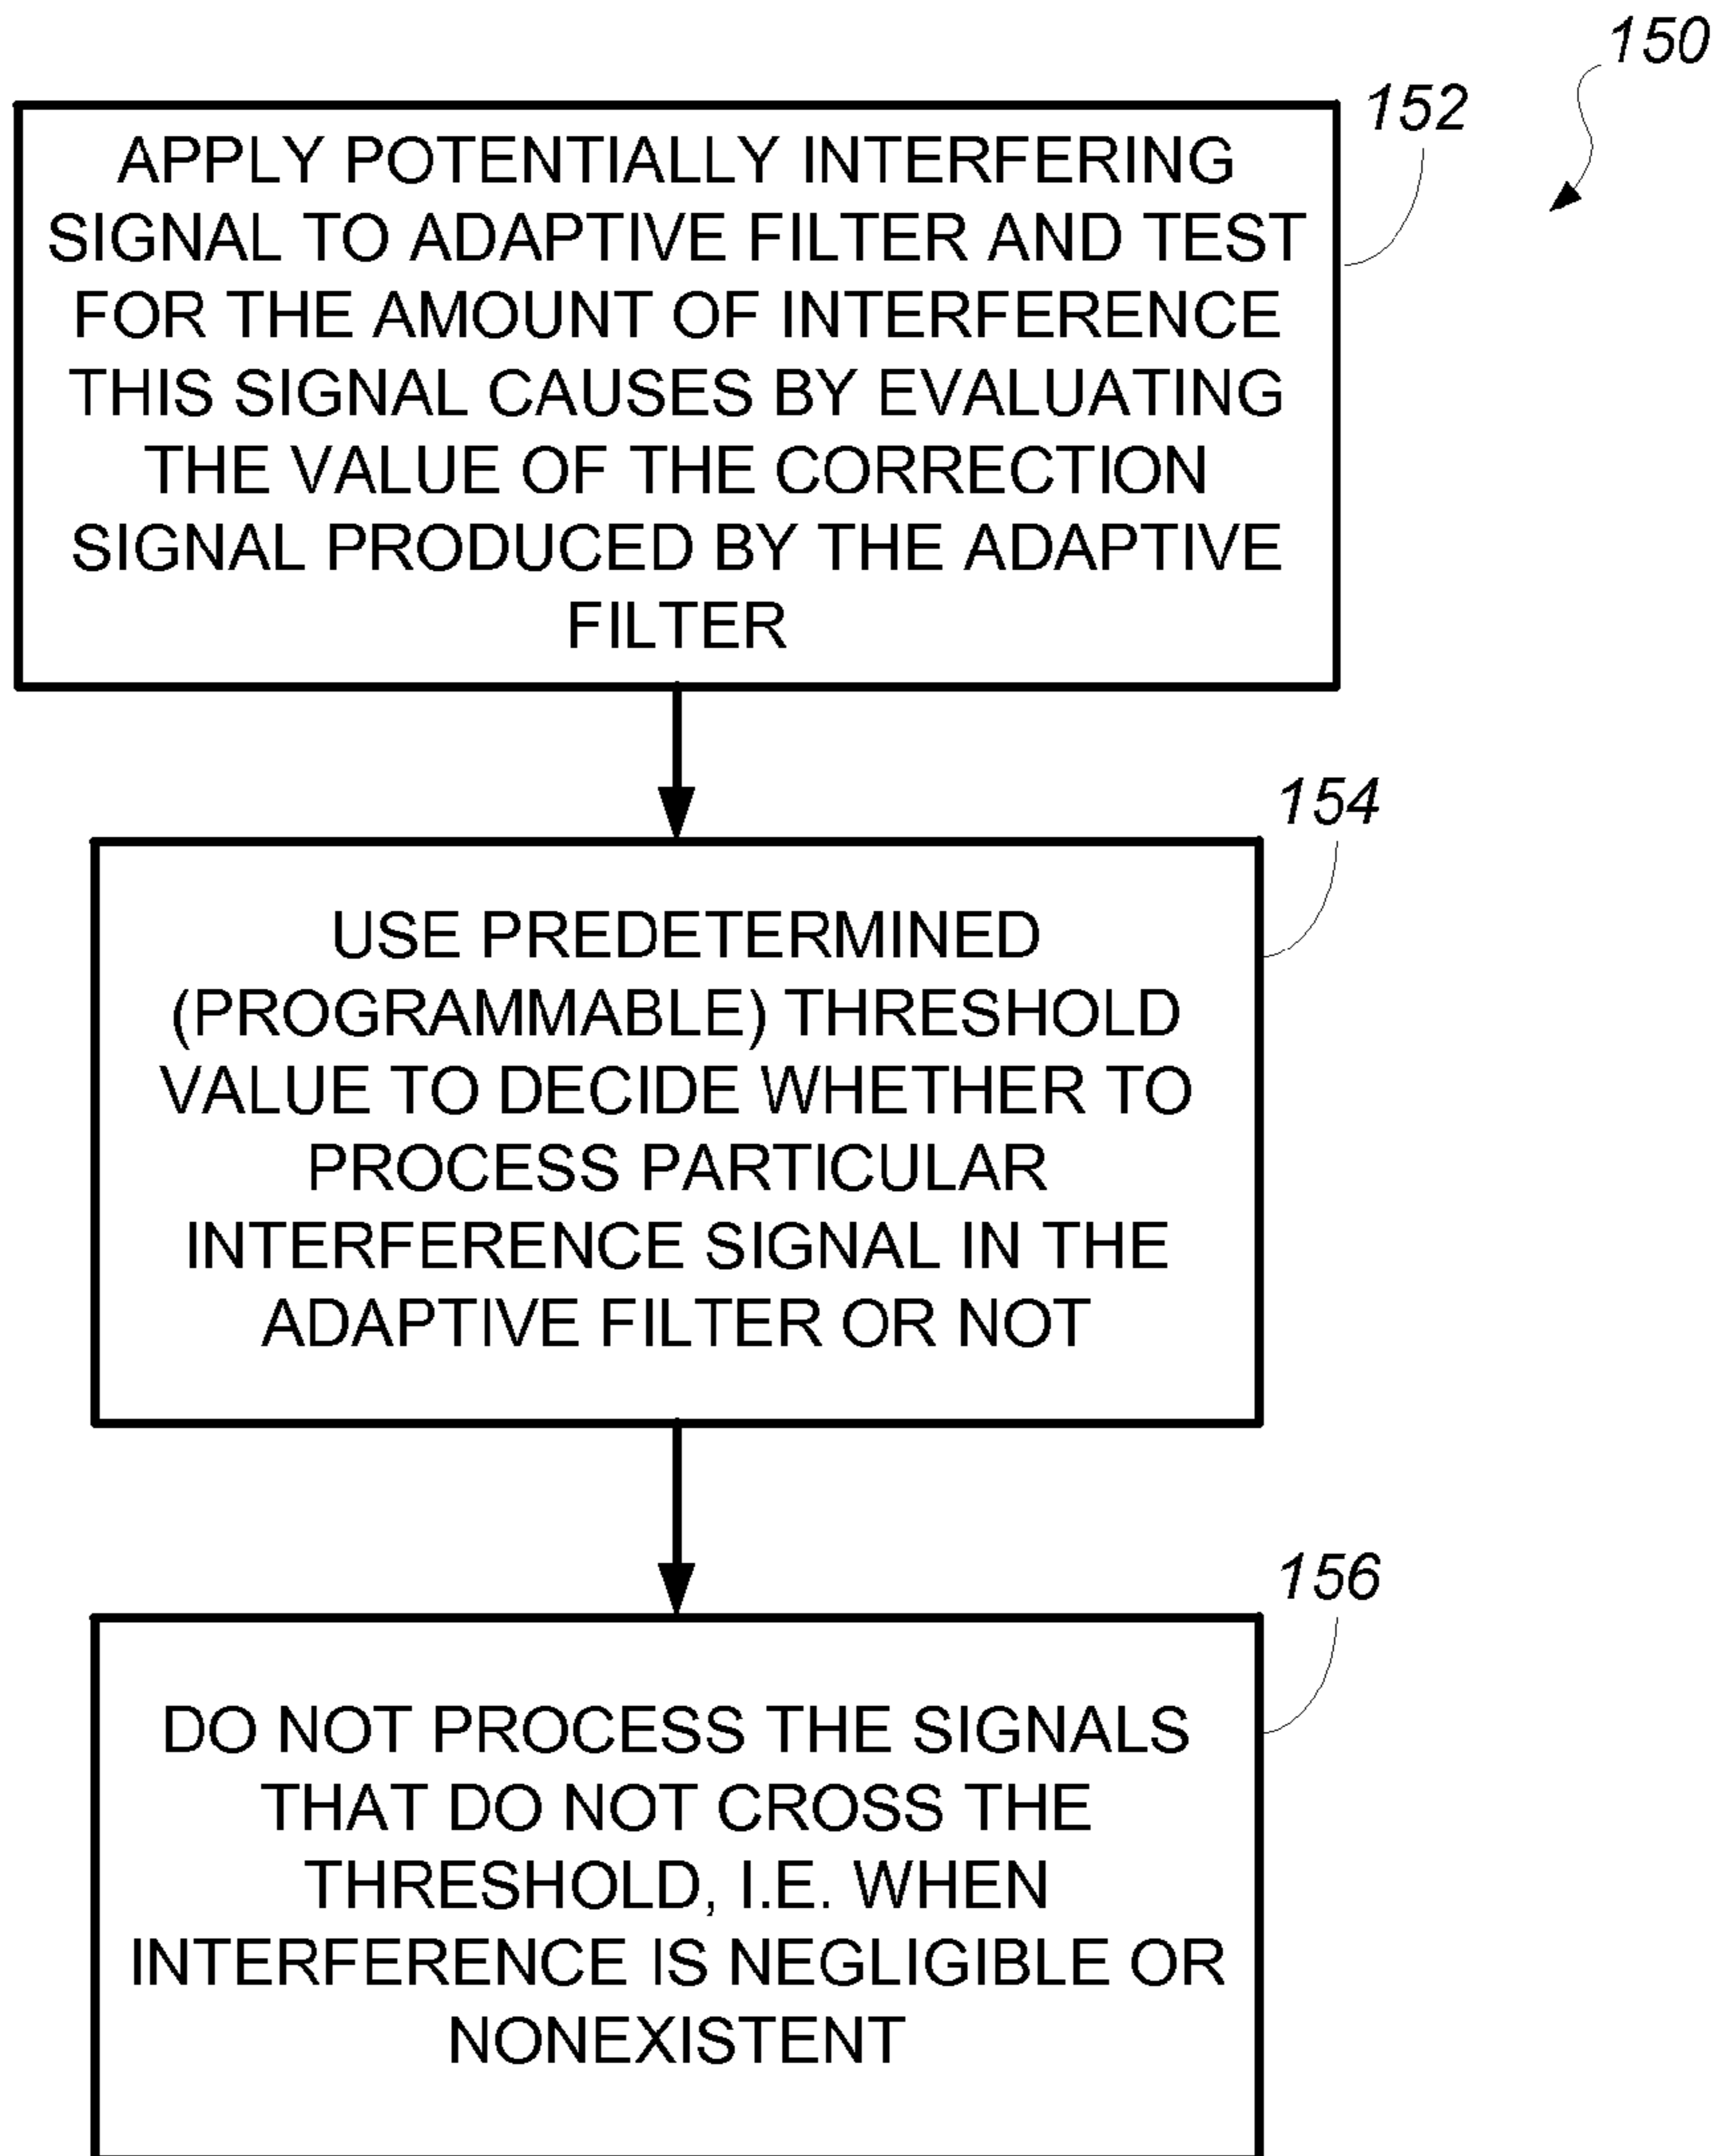 150
152
APPLY POTENTIALLY INTERFERING
SIGNAL TO ADAPTIVE FILTER AND TEST
FOR THE AMOUNT OF INTERFERENCE
THIS SIGNAL CAUSES BY EVALUATING
THE VALUE OF THE CORRECTION
SIGNAL PRODUCED BY THE ADAPTIVE
FILTER
154
USE PREDETERMINED
(PROGRAMMABLE) THRESHOLD
VALUE TO DECIDE WHETHER TO
PROCESS PARTICULAR
INTERFERENCE SIGNAL IN THE
ADAPTIVE FILTER OR NOT
156
DO NOT PROCESS THE SIGNALS
THAT DO NOT CROSS THE
THRESHOLD, I.E. WHEN
INTERFERENCE IS NEGLIGIBLE OR
NONEXISTENT